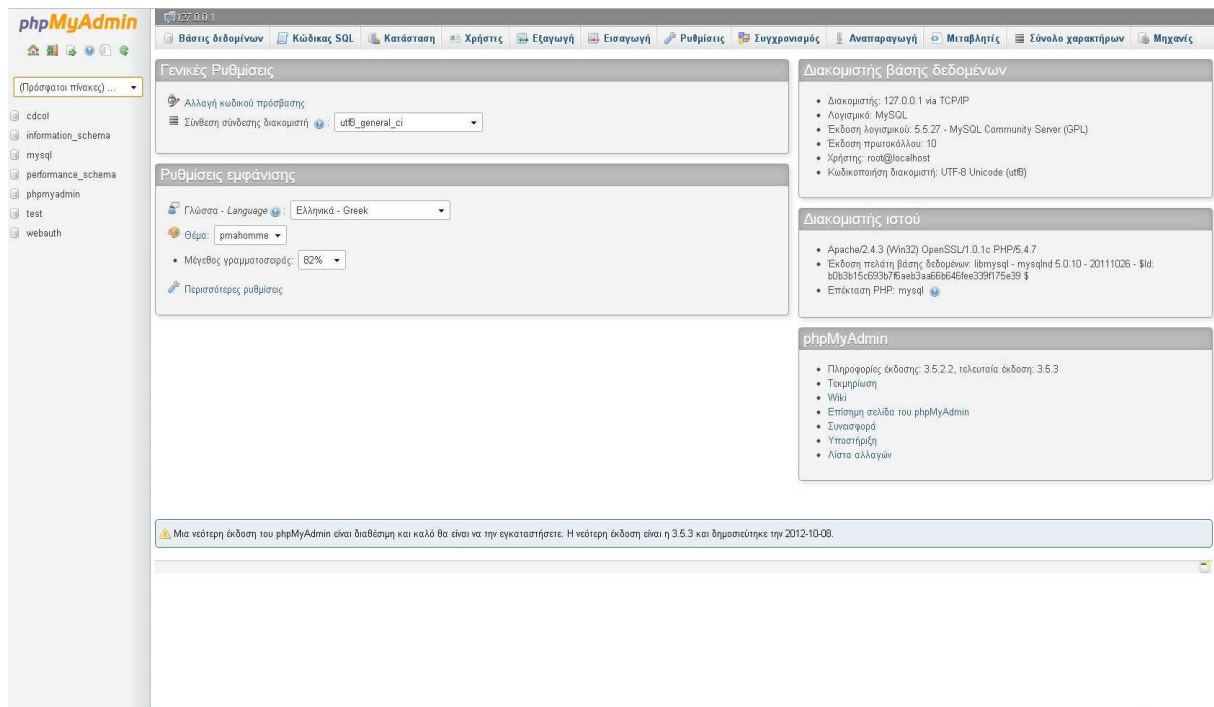 phpMyAdmin
(Πρόσφατοι πίνακες) ...
cdcol
information_schema
mysql
performance_schema
phpmyadmin
test
webauth
127.0.0.1
Βάσεις δεδομένων Κώδικας SQL Κατάσταση Χρήστες Εξαγωγή Εισαγωγή Ρυθμίσεις Συγχρονισμός Αναπαραγωγή Μεταβλητές Σύνολο χαρακτήρων Μηχανές
Γενικές Ρυθμίσεις
Αλλαγή κωδικού πρόσβασης
Σύνθεση σύνδεσης διακομιστή : utf8_general_ci
Ρυθμίσεις εμφάνισης
Γλώσσα - Language : Ελληνικά - Greek
Θέμα: pmahomme
• Μέγεθος γραμματοσειράς: 82%
Περισσότερες ρυθμίσεις
Διακομιστής βάσης δεδομένων
• Διακομιστής: 127.0.0.1 via TCP/IP
• Λογισμικό: MySQL
• Έκδοση λογισμικού: 5.5.27 - MySQL Community Server (GPL)
• Έκδοση πρωτοκόλλου: 10
• Χρήστης: root@localhost
• Κωδικοποίηση διακομιστή: UTF-8 Unicode (utf8)
Διακομιστής ιστού
• Apache/2.4.3 (Win32) OpenSSL/1.0.1c PHP/5.4.7
• Έκδοση πελάτη βάσης δεδομένων: libmysql - mysqlnd 5.0.10 - 20111026 - $Id:
b0b3b15c693b7f6aeb3aa66b646fee339f175e39 $
• Επέκταση PHP: mysql
phpMyAdmin
• Πληροφορίες έκδοσης: 3.5.2.2, τελευταία έκδοση: 3.5.3
• Τεκμηρίωση
• Wiki
• Επίσημη σελίδα του phpMyAdmin
• Συνεισφορά
• Υποστήριξη
• Λίστα αλλαγών
Μια νεότερη έκδοση του phpMyAdmin είναι διαθέσιμη και καλό θα είναι να την εγκαταστήσετε. Η νεότερη έκδοση είναι η 3.5.3 και δημοσιεύτηκε την 2012-10-08.